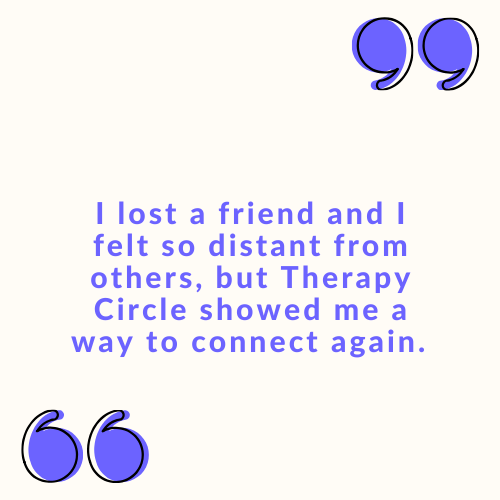 I lost a friend and I
felt so distant from
others, but Therapy
Circle showed me a
way to connect again.